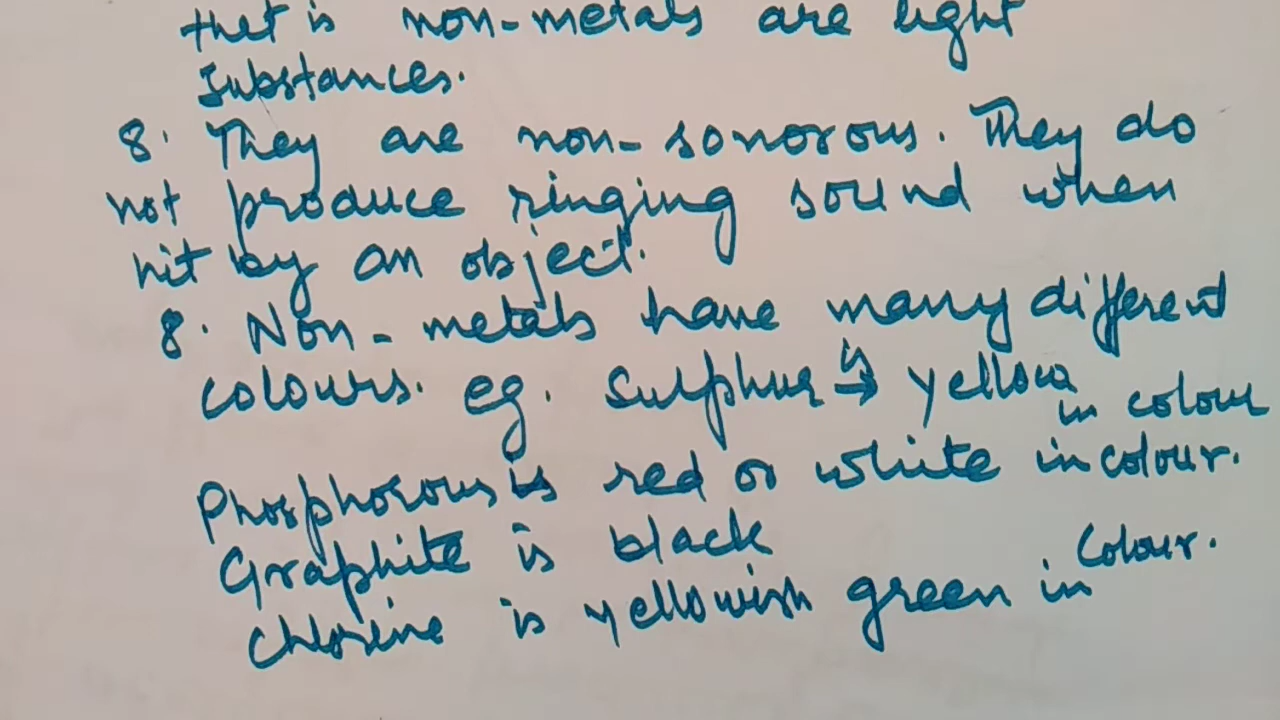 that is non-metals are light
substances.
8. They are non-sonorous. They do
not produce ringing sound when
hit by an object.
8. Non-metals have many different
colours. eg. Sulphur → is yellow in colour
Phosphorous is red or white in colour.
Graphite is black
Chlorine is yellowish green in colour.